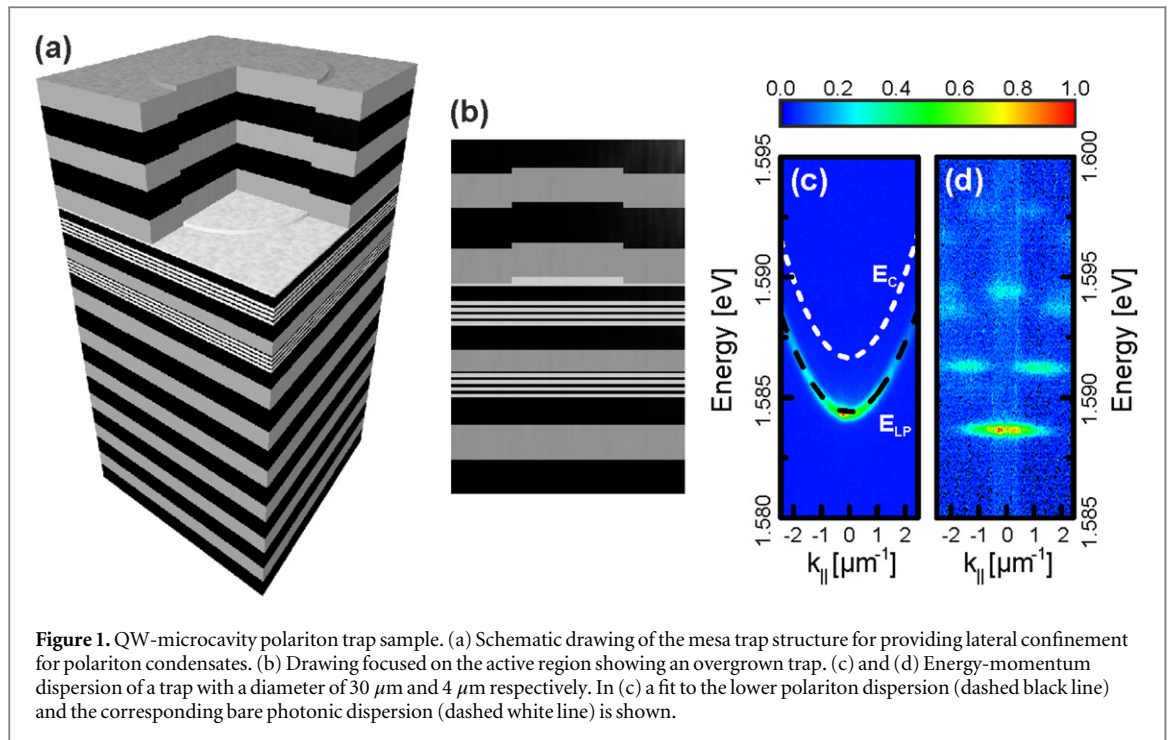 (a)
(b)
0.0 0.2 0.4 0.6 0.8 1.0
(c)
(d)
E_C
E_LP
Energy [eV]
1.595
1.590
1.585
1.580
Energy [eV]
1.600
1.595
1.590
1.585
-2 -1 0 1 2
k_|| [µm⁻¹]
-2 -1 0 1 2
k_|| [µm⁻¹]
Figure 1. QW-microcavity polariton trap sample. (a) Schematic drawing of the mesa trap structure for providing lateral confinement
for polariton condensates. (b) Drawing focused on the active region showing an overgrown trap. (c) and (d) Energy-momentum
dispersion of a trap with a diameter of 30 μm and 4 μm respectively. In (c) a fit to the lower polariton dispersion (dashed black line)
and the corresponding bare photonic dispersion (dashed white line) is shown.